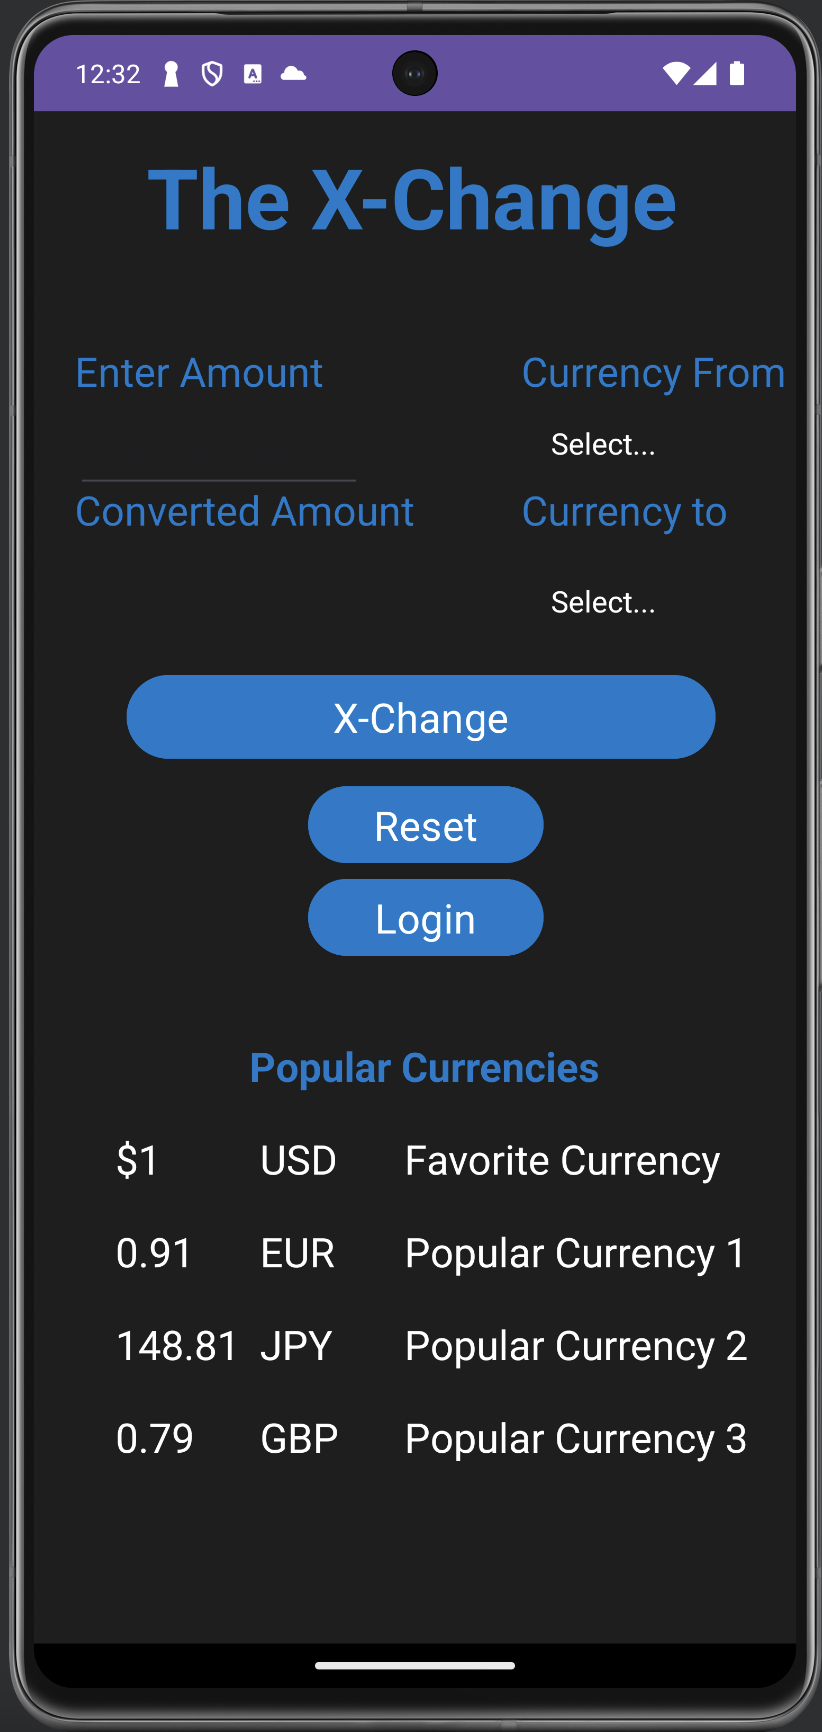 12:32
The X-Change
Enter Amount Currency From
Select...
Converted Amount Currency to
Select...
X-Change
Reset
Login
Popular Currencies
$1 USD Favorite Currency
0.91 EUR Popular Currency 1
148.81 JPY Popular Currency 2
0.79 GBP Popular Currency 3